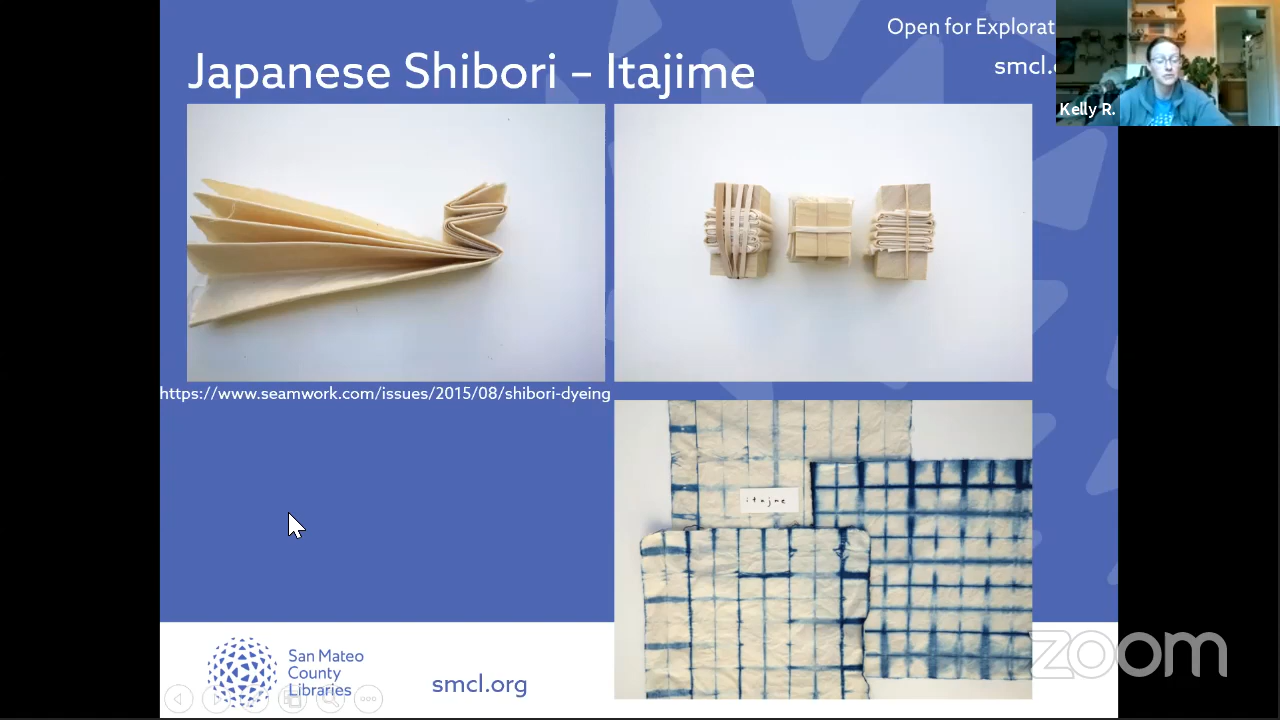 Open for Explorat
Japanese Shibori – Itajime
smcl.
Kelly R.
https://www.seamwork.com/issues/2015/08/shibori-dyeing
San Mateo
County
Libraries
smcl.org
zoom